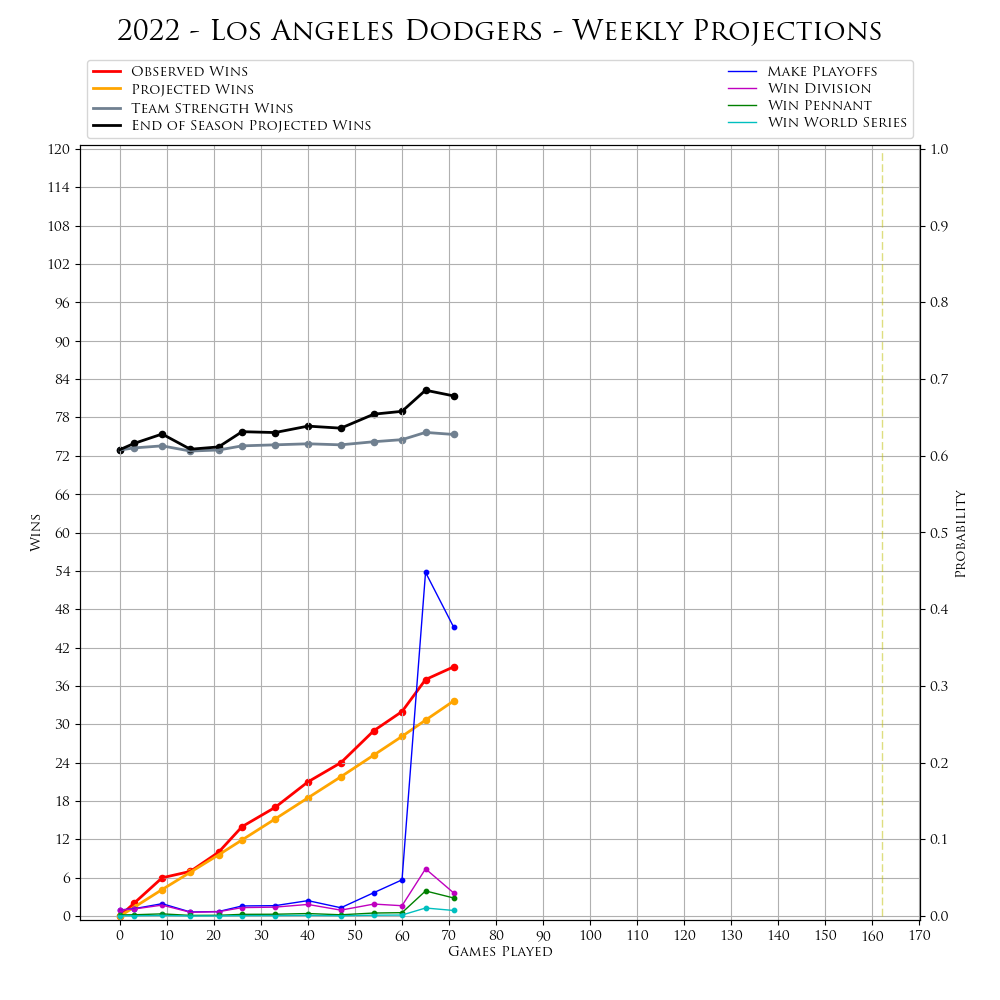 2022 - Los Angeles Dodgers - Weekly Projections
Observed Wins
Projected Wins
Team Strength Wins
End of Season Projected Wins
Make Playoffs
Win Division
Win Pennant
Win World Series
120
114
108
102
96
90
84
78
72
66
60
54
48
42
36
30
24
18
12
6
0
Wins
1.0
0.9
0.8
0.7
0.6
0.5
0.4
0.3
0.2
0.1
0.0
Probability
0 10 20 30 40 50 60 70 80 90 100 110 120 130 140 150 160 170
Games Played